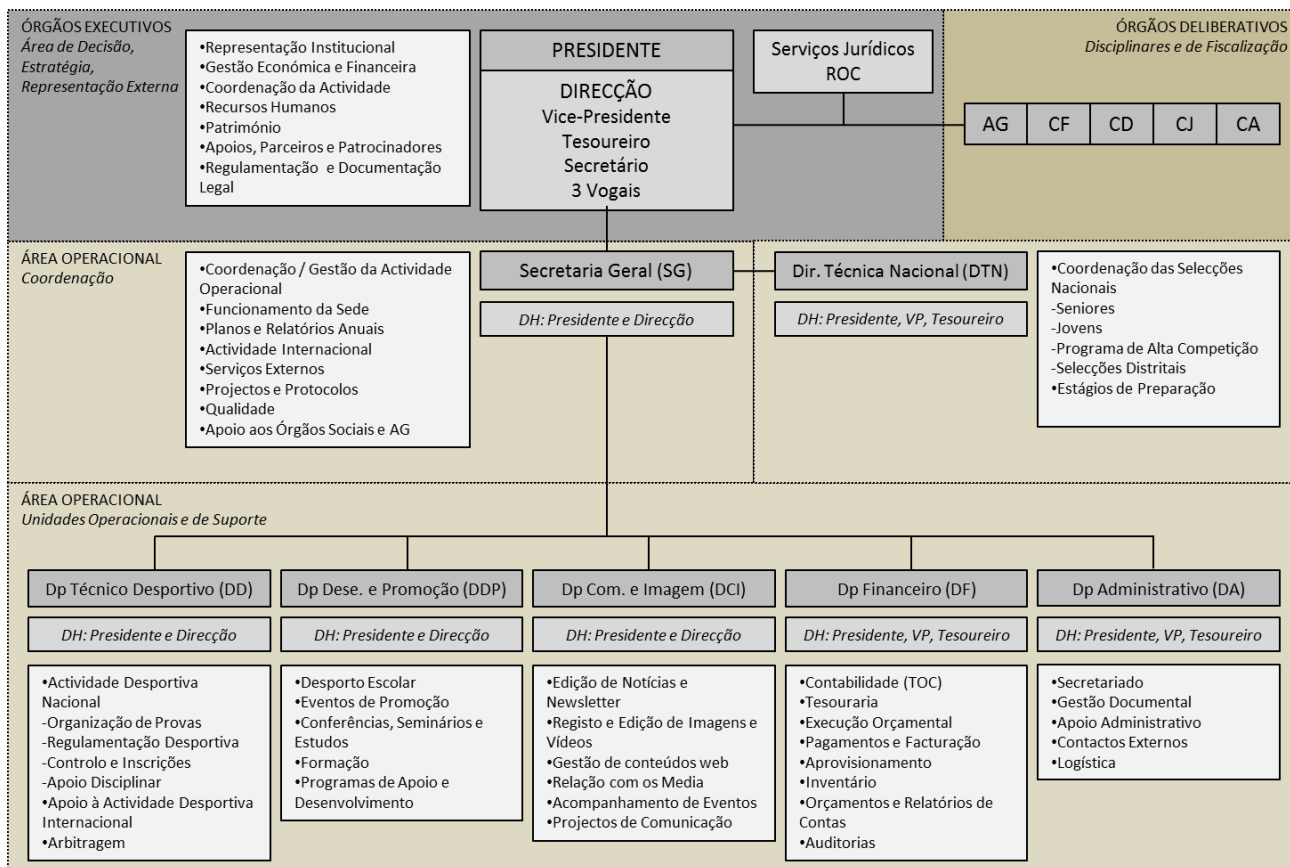 ÓRGÃOS EXECUTIVOS
Área de Decisão,
Estratégia,
Representação Externa
•Representação Institucional
•Gestão Económica e Financeira
•Coordenação da Actividade
•Recursos Humanos
•Património
•Apoios, Parceiros e Patrocinadores
•Regulamentação e Documentação
Legal
PRESIDENTE
DIRECÇÃO
Vice-Presidente
Tesoureiro
Secretário
3 Vogais
Serviços Jurídicos
ROC
ÓRGÃOS DELIBERATIVOS
Disciplinares e de Fiscalização
AG CF CD CJ CA
ÁREA OPERACIONAL
Coordenação
•Coordenação / Gestão da Actividade
Operacional
•Funcionamento da Sede
•Planos e Relatórios Anuais
•Actividade Internacional
•Serviços Externos
•Projectos e Protocolos
•Qualidade
•Apoio aos Órgãos Sociais e AG
Secretaria Geral (SG)
DH: Presidente e Direcção
Dir. Técnica Nacional (DTN)
DH: Presidente, VP, Tesoureiro
•Coordenação das Selecções
Nacionais
-Seniores
-Jovens
-Programa de Alta Competição
-Selecções Distritais
•Estágios de Preparação
ÁREA OPERACIONAL
Unidades Operacionais e de Suporte
Dp Técnico Desportivo (DD)
DH: Presidente e Direcção
•Actividade Desportiva
Nacional
-Organização de Provas
-Regulamentação Desportiva
-Controlo e Inscrições
-Apoio Disciplinar
•Apoio à Actividade Desportiva
Internacional
•Arbitragem
Dp Dese. e Promoção (DDP)
DH: Presidente e Direcção
•Desporto Escolar
•Eventos de Promoção
•Conferências, Seminários e
Estudos
•Formação
•Programas de Apoio e
Desenvolvimento
Dp Com. e Imagem (DCI)
DH: Presidente e Direcção
•Edição de Notícias e
Newsletter
•Registo e Edição de Imagens e
Vídeos
•Gestão de conteúdos web
•Relação com os Media
•Acompanhamento de Eventos
•Projectos de Comunicação
Dp Financeiro (DF)
DH: Presidente, VP, Tesoureiro
•Contabilidade (TOC)
•Tesouraria
•Execução Orçamental
•Pagamentos e Facturação
•Aprovisionamento
•Inventário
•Orçamentos e Relatórios de
Contas
•Auditorias
Dp Administrativo (DA)
DH: Presidente, VP, Tesoureiro
•Secretariado
•Gestão Documental
•Apoio Administrativo
•Contactos Externos
•Logística